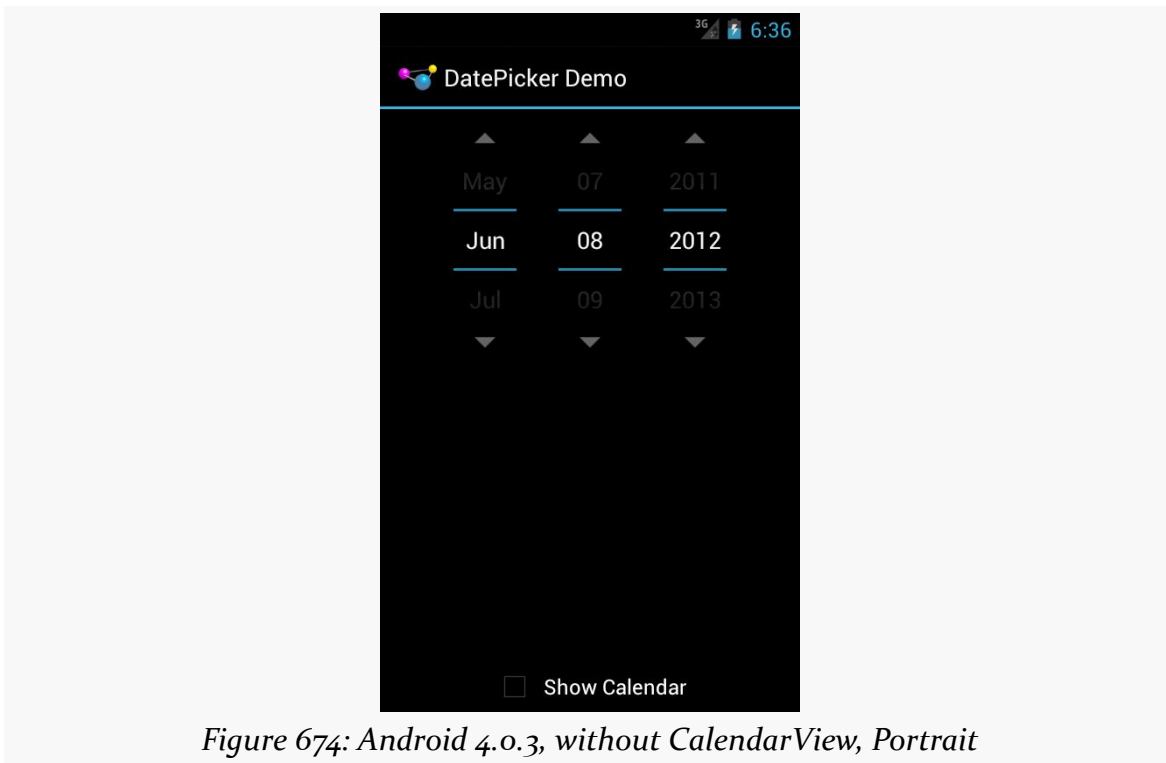 3G 6:36
DatePicker Demo
May 07 2011
Jun 08 2012
Jul 09 2013
Show Calendar
Figure 674: Android 4.0.3, without CalendarView, Portrait